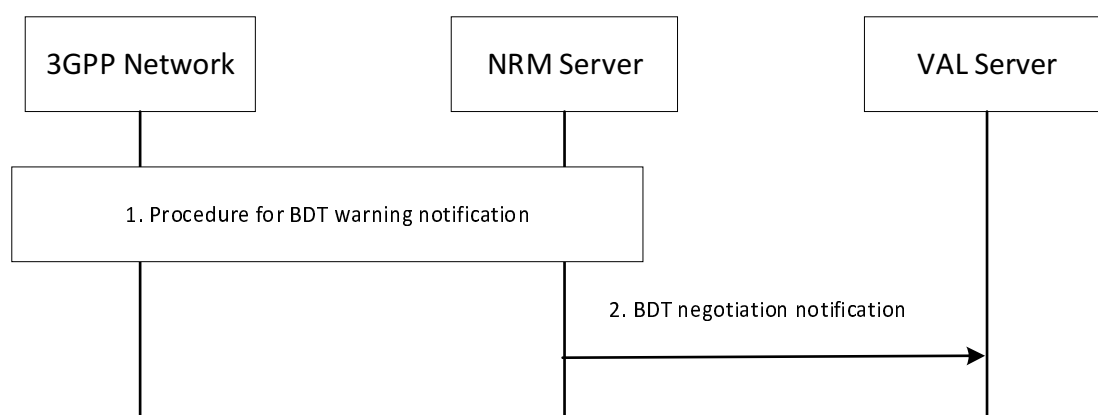 3GPP Network
NRM Server
VAL Server
1. Procedure for BDT warning notification
2. BDT negotiation notification